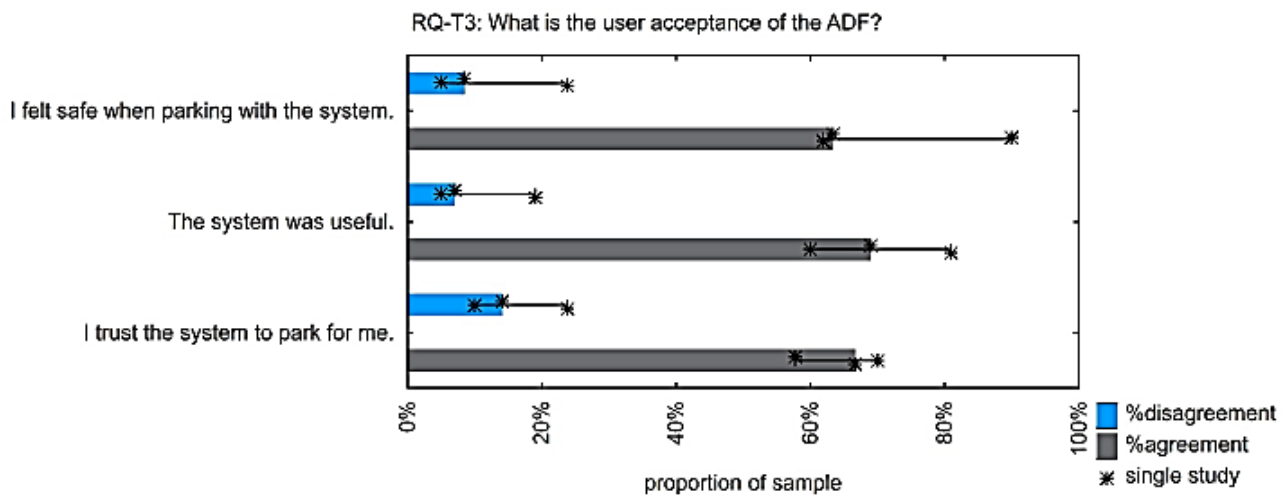 RQ-T3: What is the user acceptance of the ADF?
I felt safe when parking with the system.
The system was useful.
I trust the system to park for me.
0%
20%
40%
60%
80%
100%
proportion of sample
%disagreement
%agreement
single study